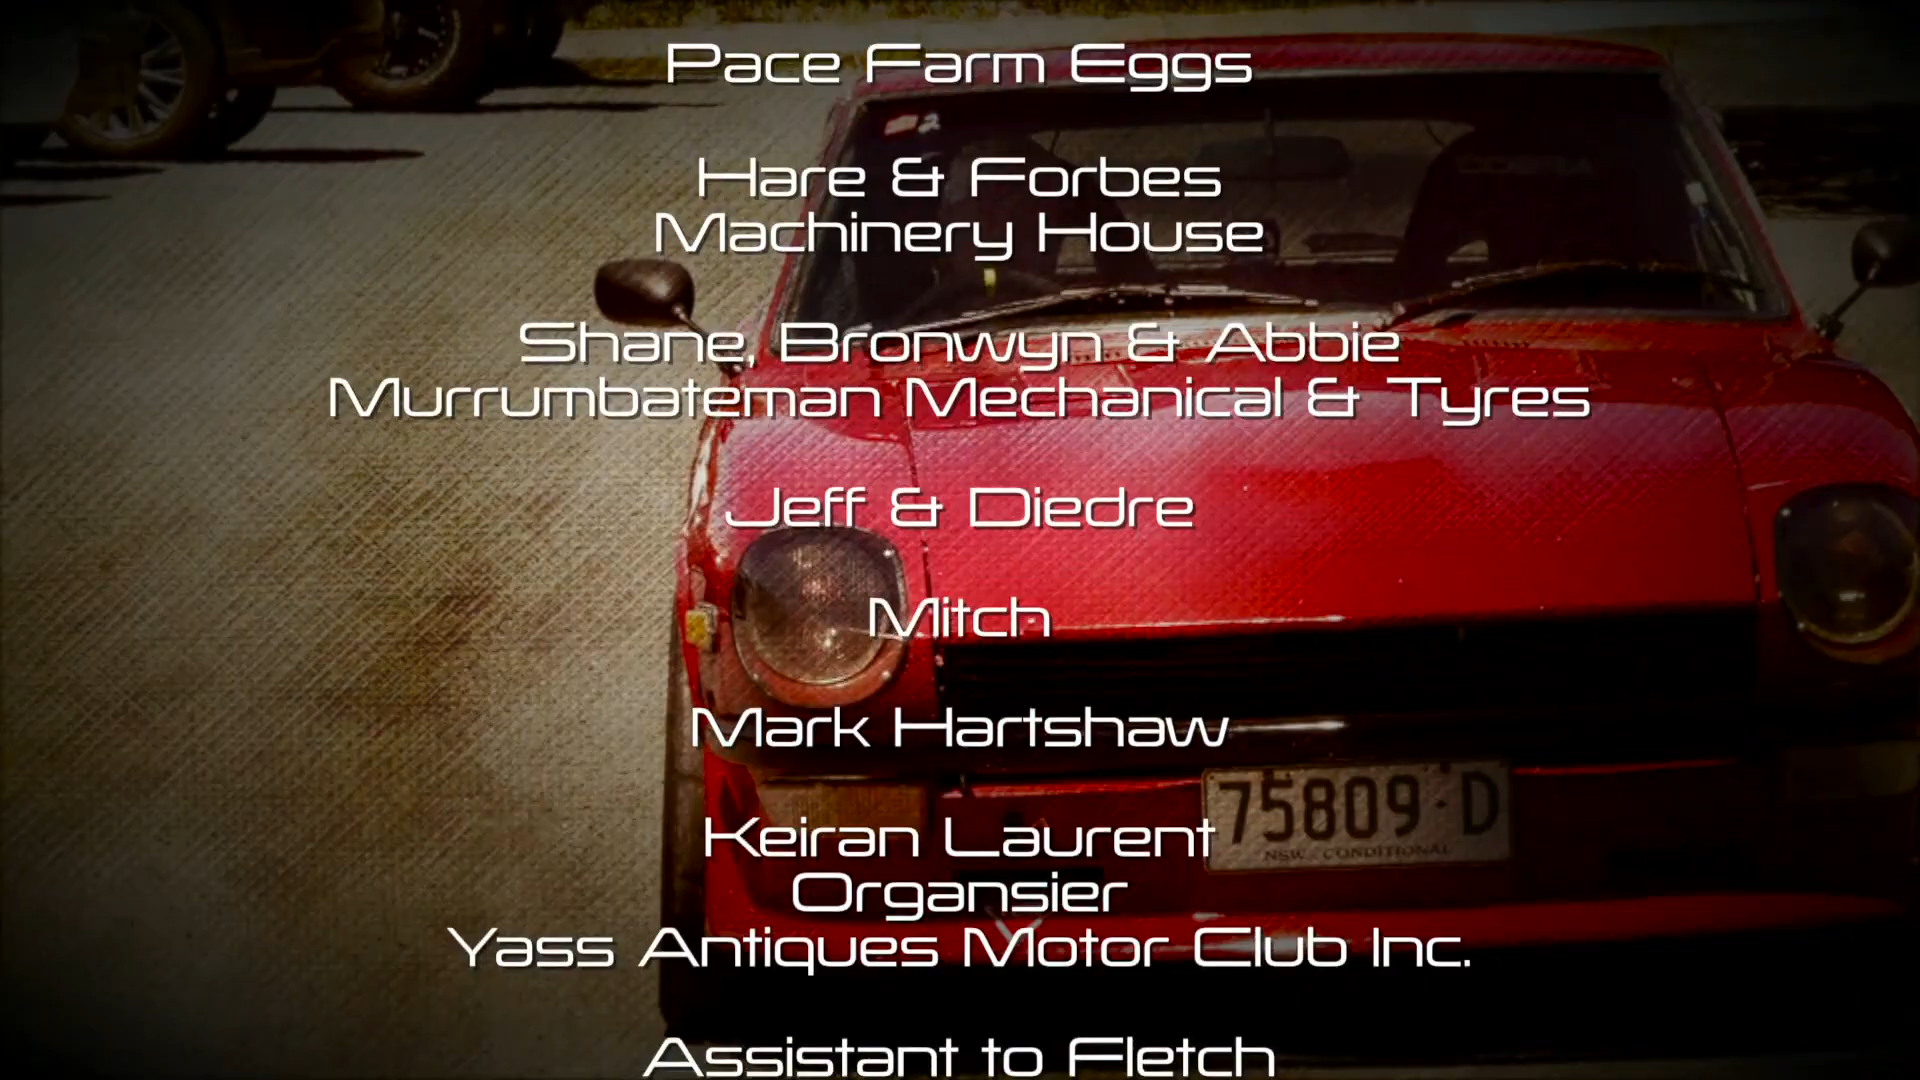 Pace Farm Eggs
Hare & Forbes
Machinery House
Shane, Bronwyn & Abbie
Murrumbateman Mechanical & Tyres
Jeff & Diedre
Mitch
Mark Hartshaw
75809·D
NSW · CONDITIONAL
Keiran Laurent
Organsier
Yass Antiques Motor Club Inc.
Assistant to Fletch